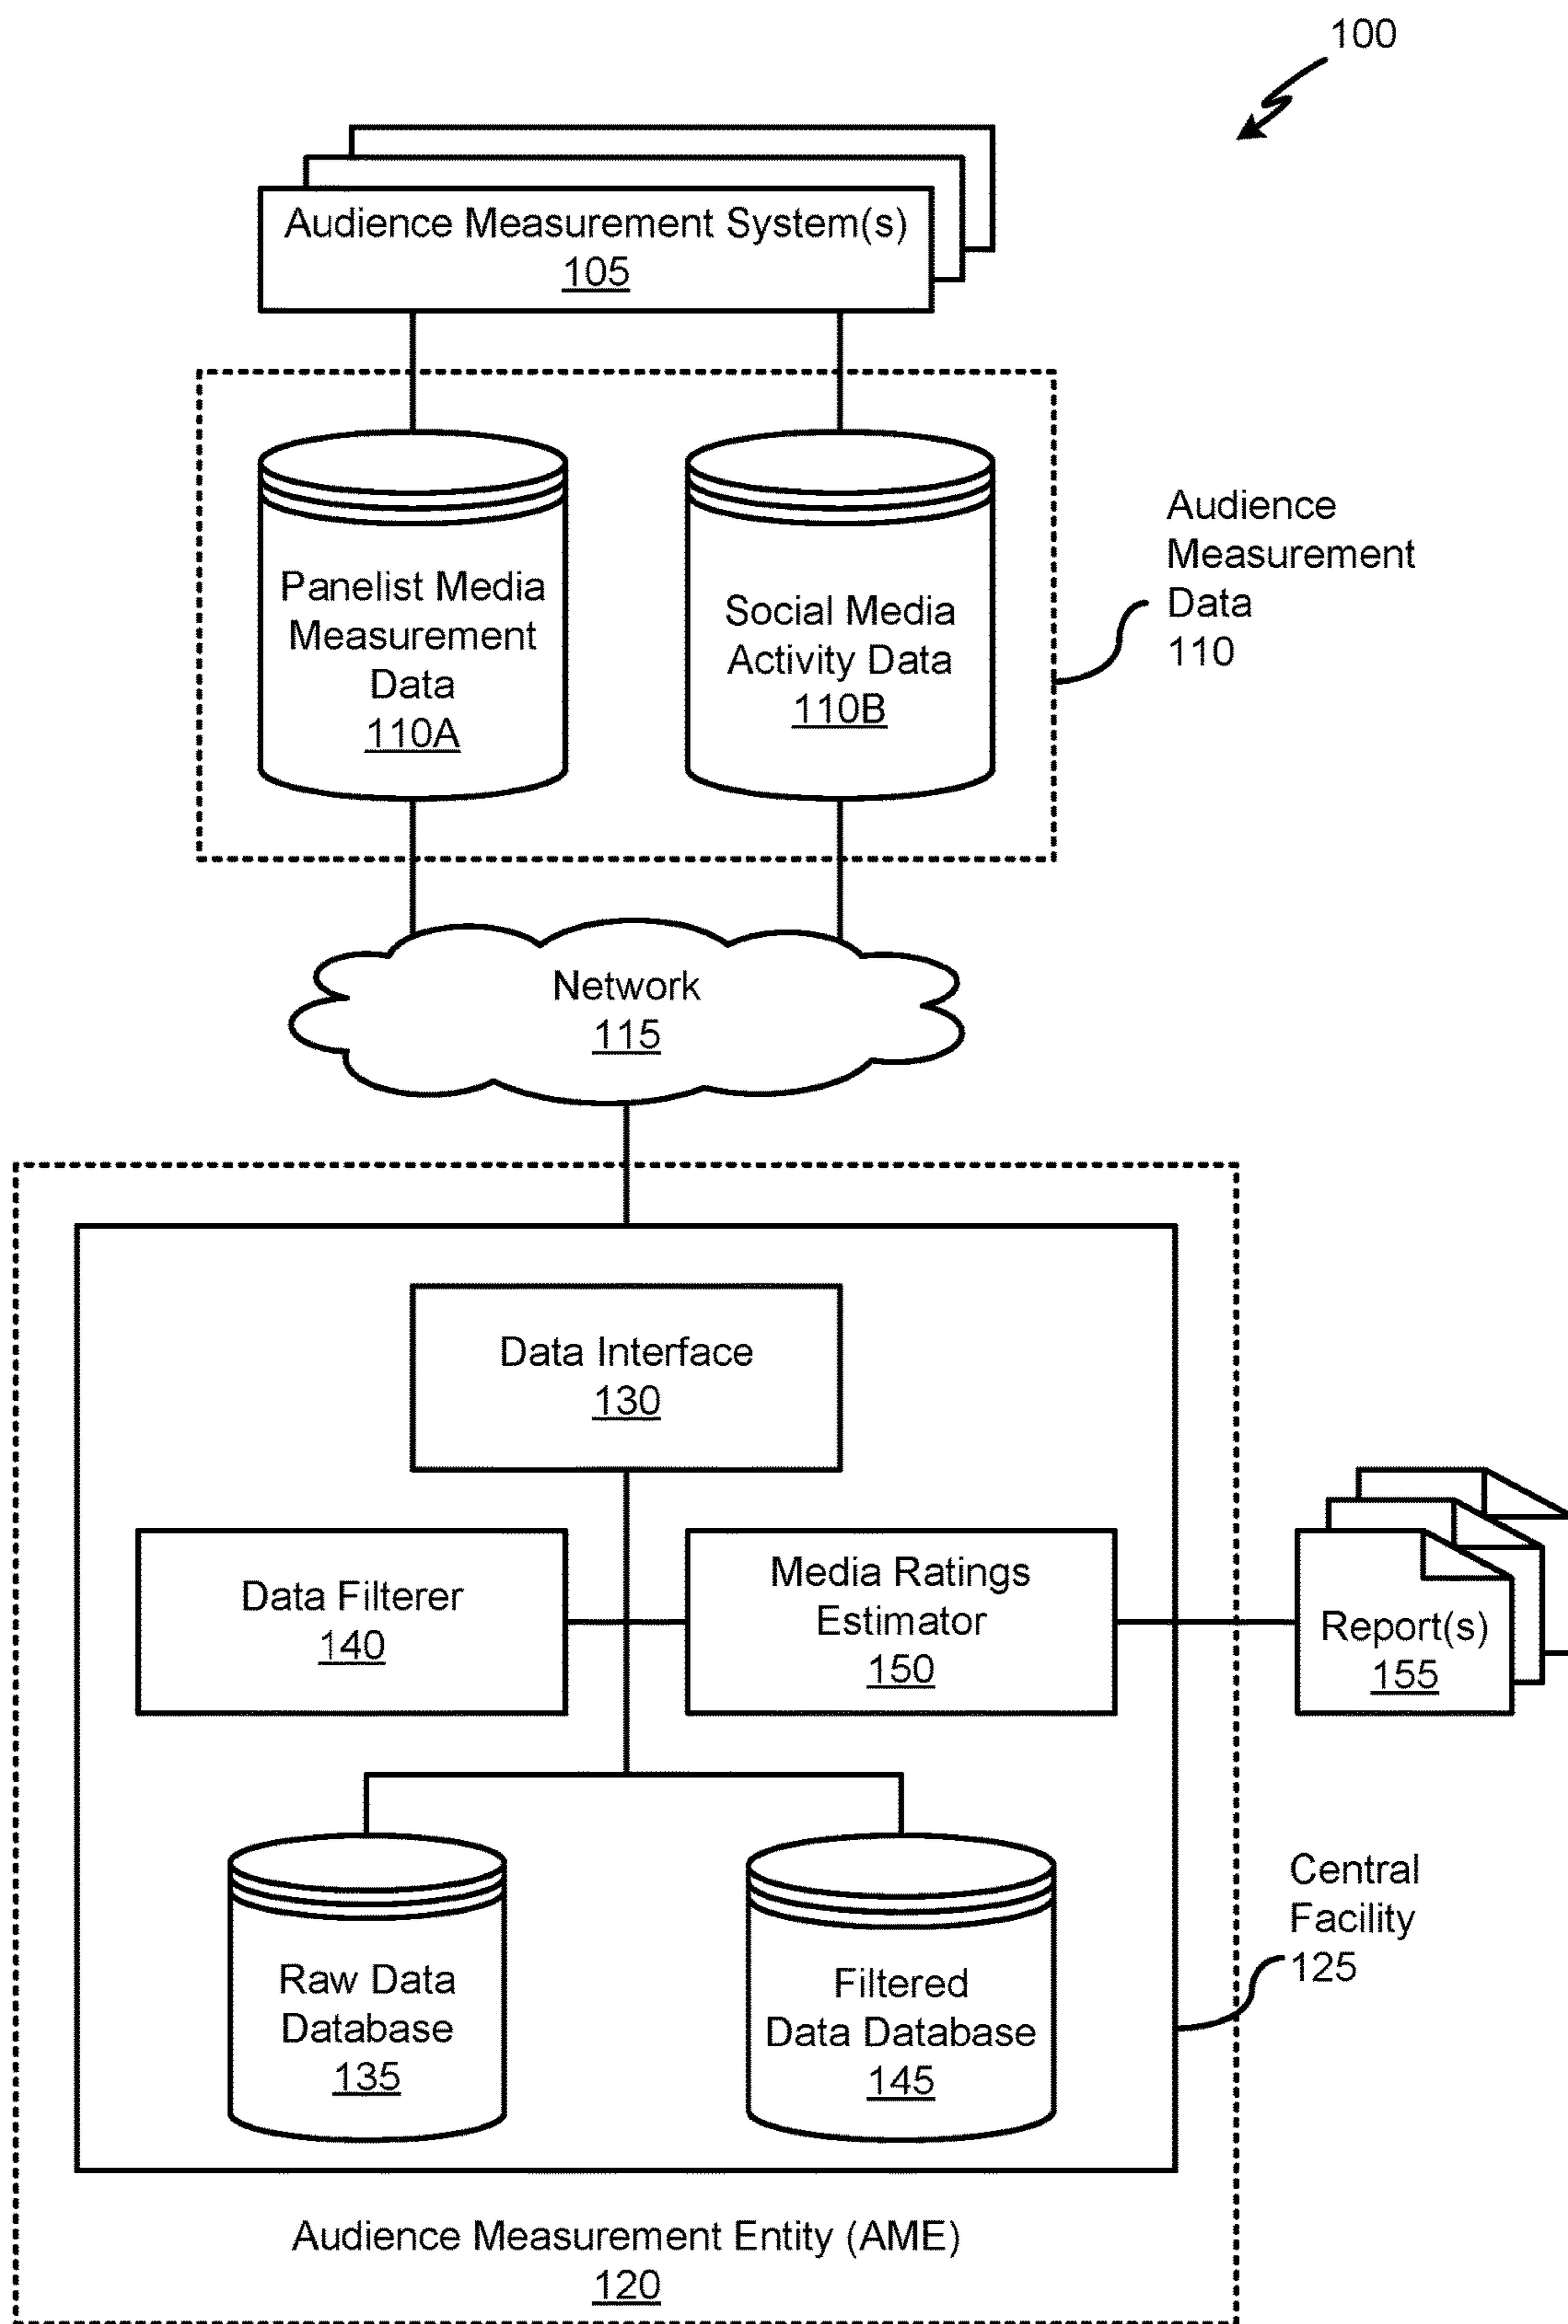 100
Audience Measurement System(s)
105
Panelist Media
Measurement
Data
110A
Social Media
Activity Data
110B
Audience
Measurement
Data
110
Network
115
Data Interface
130
Data Filterer
140
Media Ratings
Estimator
150
Report(s)
155
Raw Data
Database
135
Filtered
Data Database
145
Central
Facility
125
Audience Measurement Entity (AME)
120